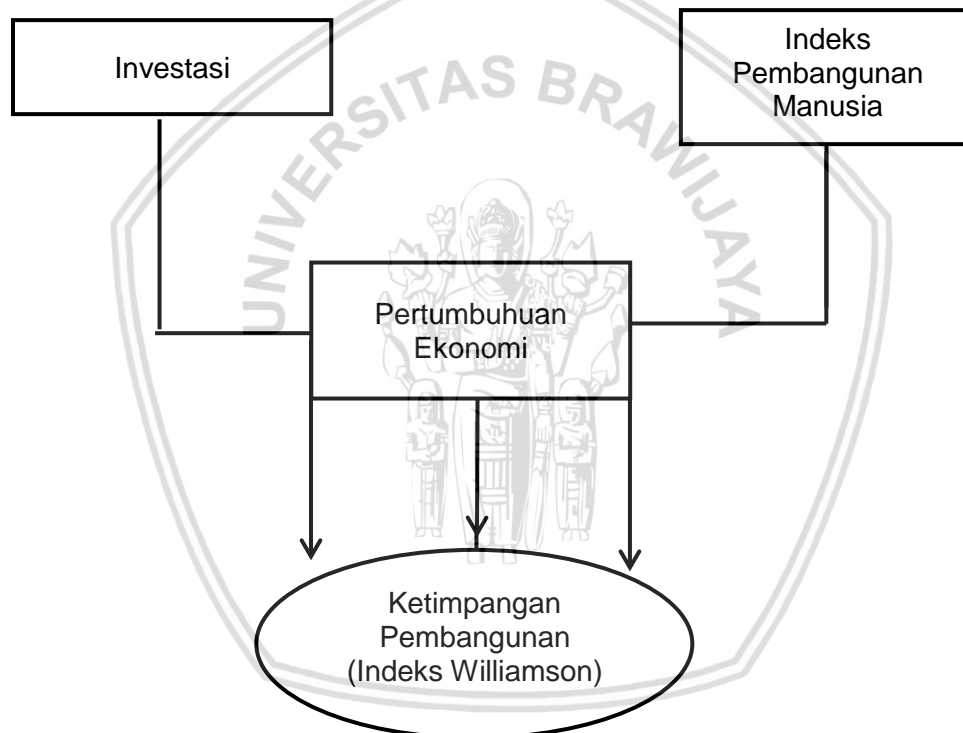 Investasi
Indeks
Pembangunan
Manusia
UNIVERSITAS BRAWIJAYA
Pertumbuhuan
Ekonomi
Ketimpangan
Pembangunan
(Indeks Williamson)